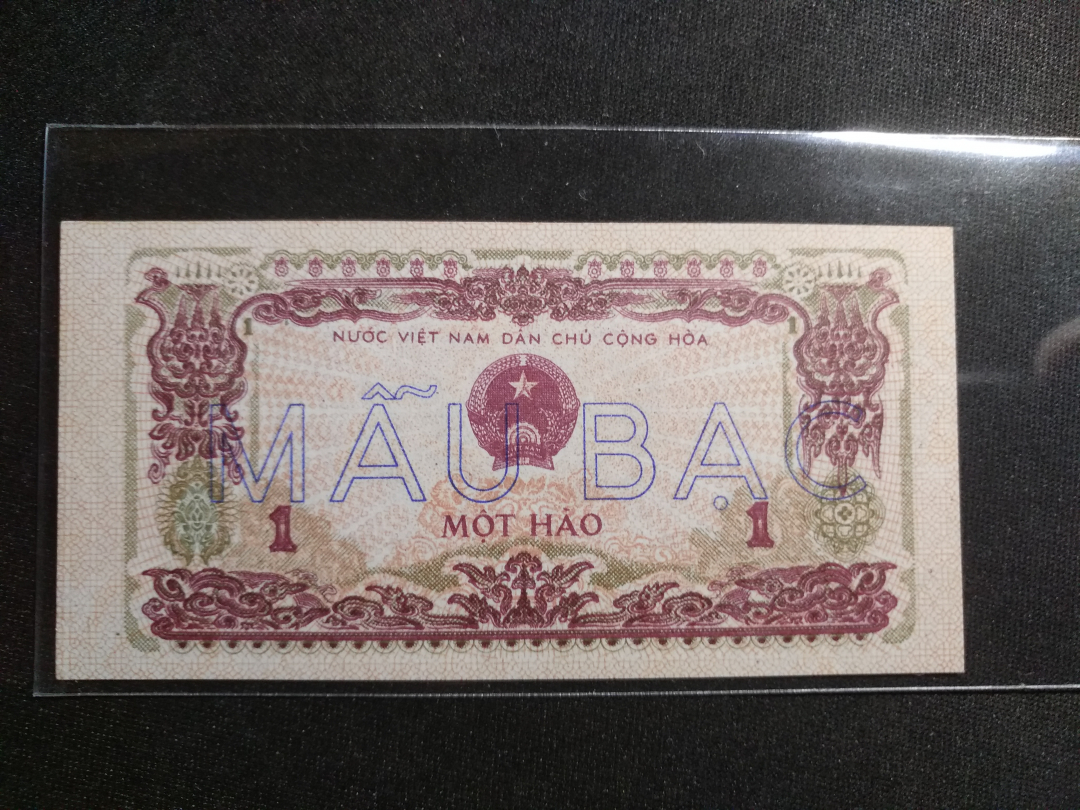 1 1
NƯỚC VIỆT NAM DÂN CHỦ CỘNG HÒA
MẪU BẠC
1 MỘT HÀO 1